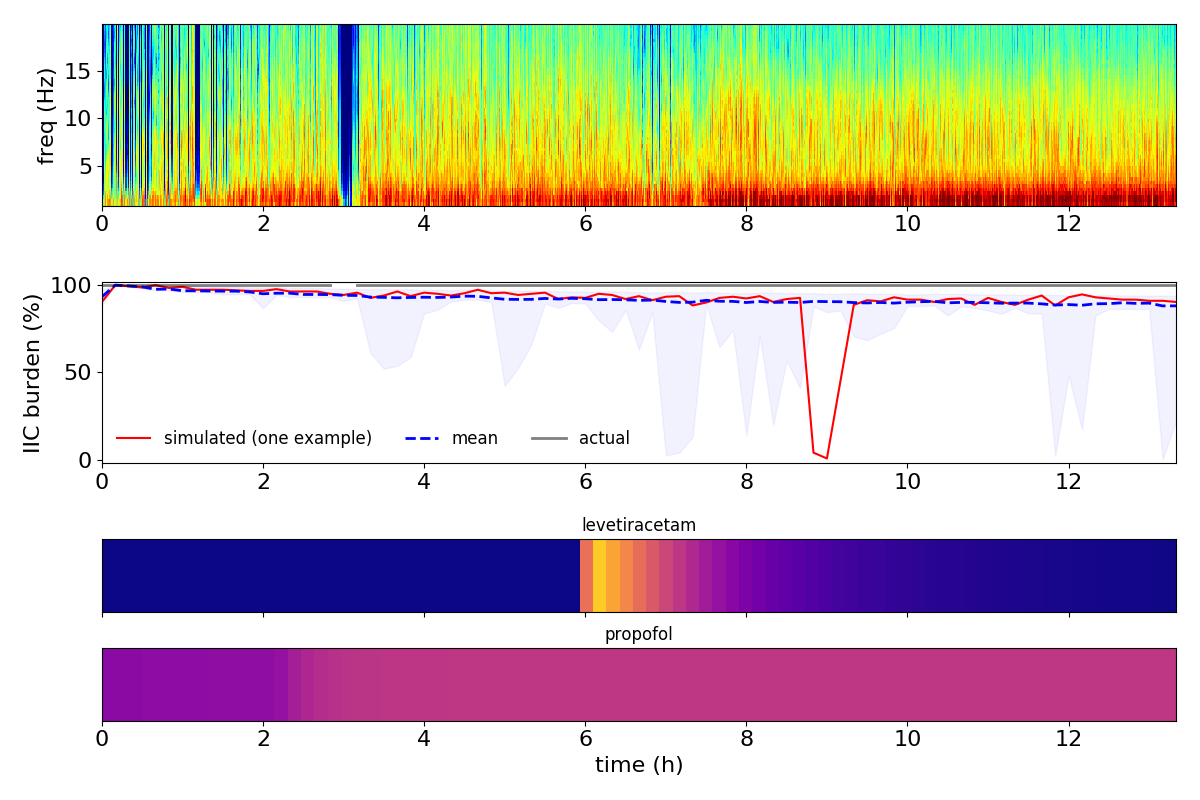 freq (Hz)
15
10
5
0 2 4 6 8 10 12
IIC burden (%)
100
50
0
simulated (one example) mean actual
0 2 4 6 8 10 12
levetiracetam
propofol
0 2 4 6 8 10 12
time (h)